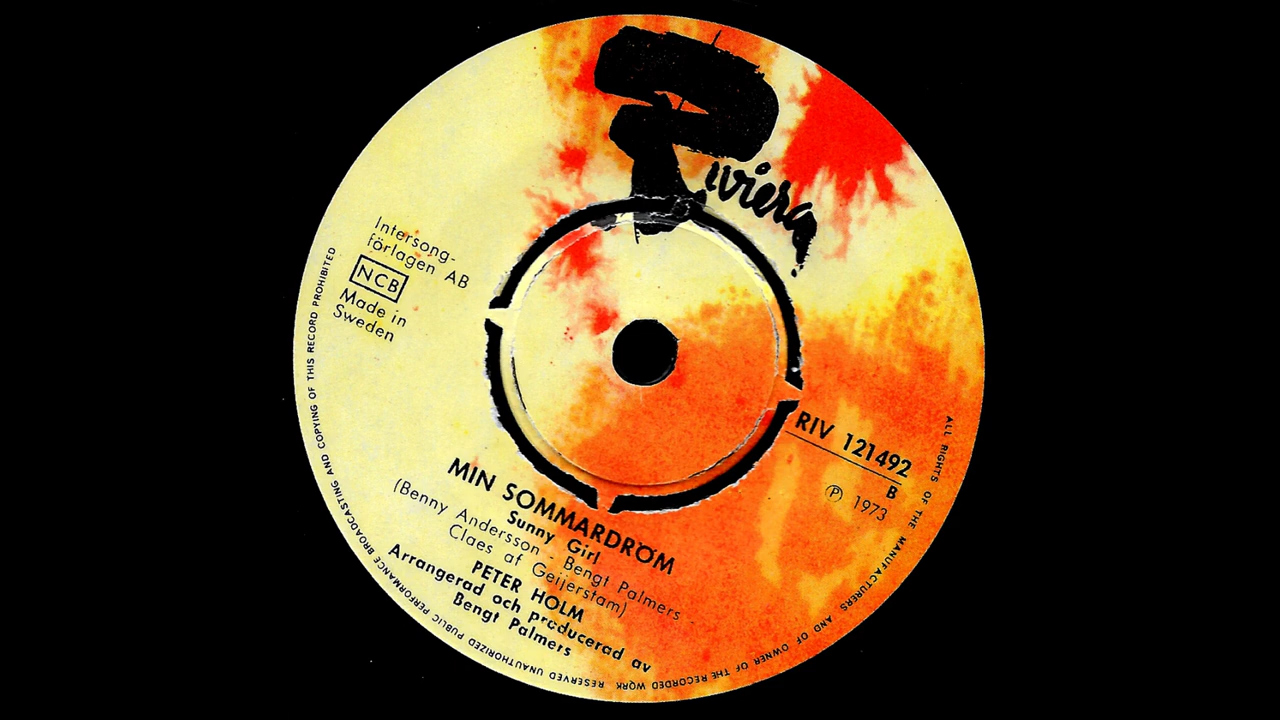 Riviera
Intersong-
förlagen AB
NCB
Made in
Sweden
RIV 121492
B
Ⓟ 1973
MIN SOMMARDRÖM
Sunny Girl
(Benny Andersson - Bengt Palmers -
Claes af Geijerstam)
PETER HOLM
Arrangerad och producerad av
Bengt Palmers
ALL RIGHTS OF THE MANUFACTURERS AND OF OWNER OF THE RECORDED WORK RESERVED UNAUTHORIZED PUBLIC PERFORMANCE BROADCASTING AND COPYING OF THIS RECORD PROHIBITED